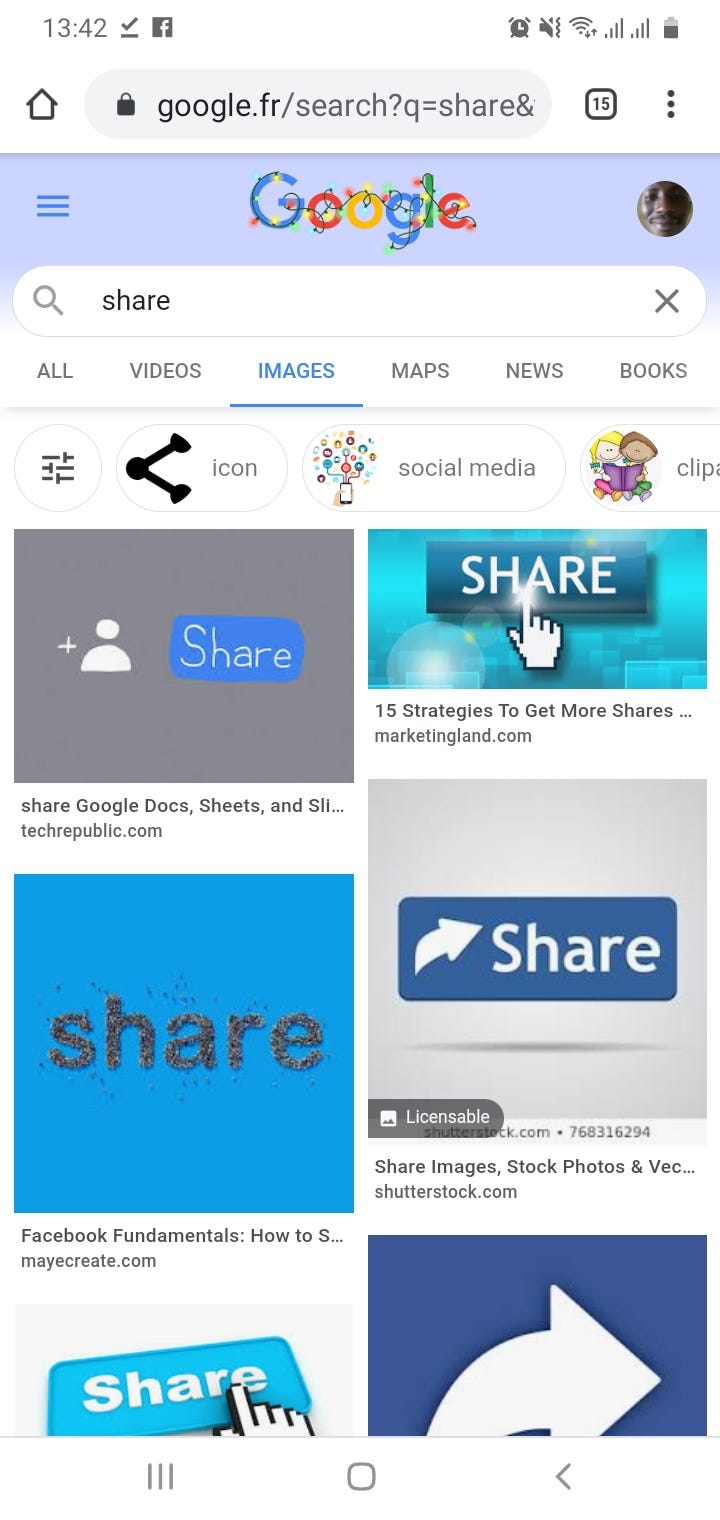 13:42
google.fr/search?q=share&
15
Google
share
ALL VIDEOS IMAGES MAPS NEWS BOOKS
icon social media clipa
Share
share Google Docs, Sheets, and Sli...
techrepublic.com
SHARE
15 Strategies To Get More Shares ...
marketingland.com
share
Facebook Fundamentals: How to S...
mayecreate.com
Share
Licensable
shutterstock.com • 768316294
Share Images, Stock Photos & Vec...
shutterstock.com
Share